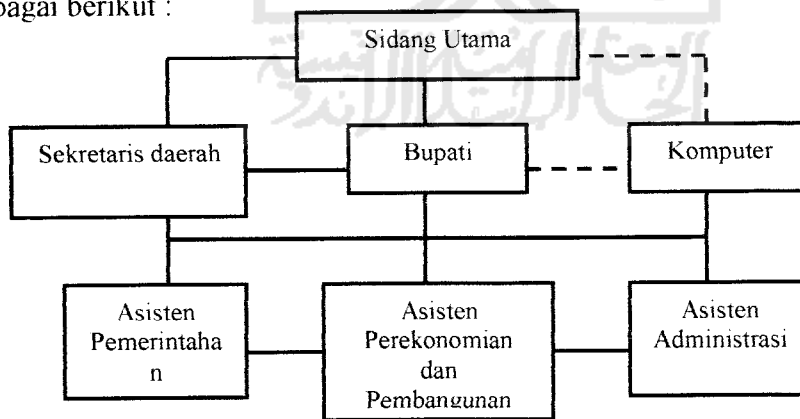 bagai berikut :
Sidang Utama
Sekretaris daerah
Bupati
Komputer
Asisten
Pemerintaha
n
Asisten
Perekonomian
dan
Pembangunan
Asisten
Administrasi